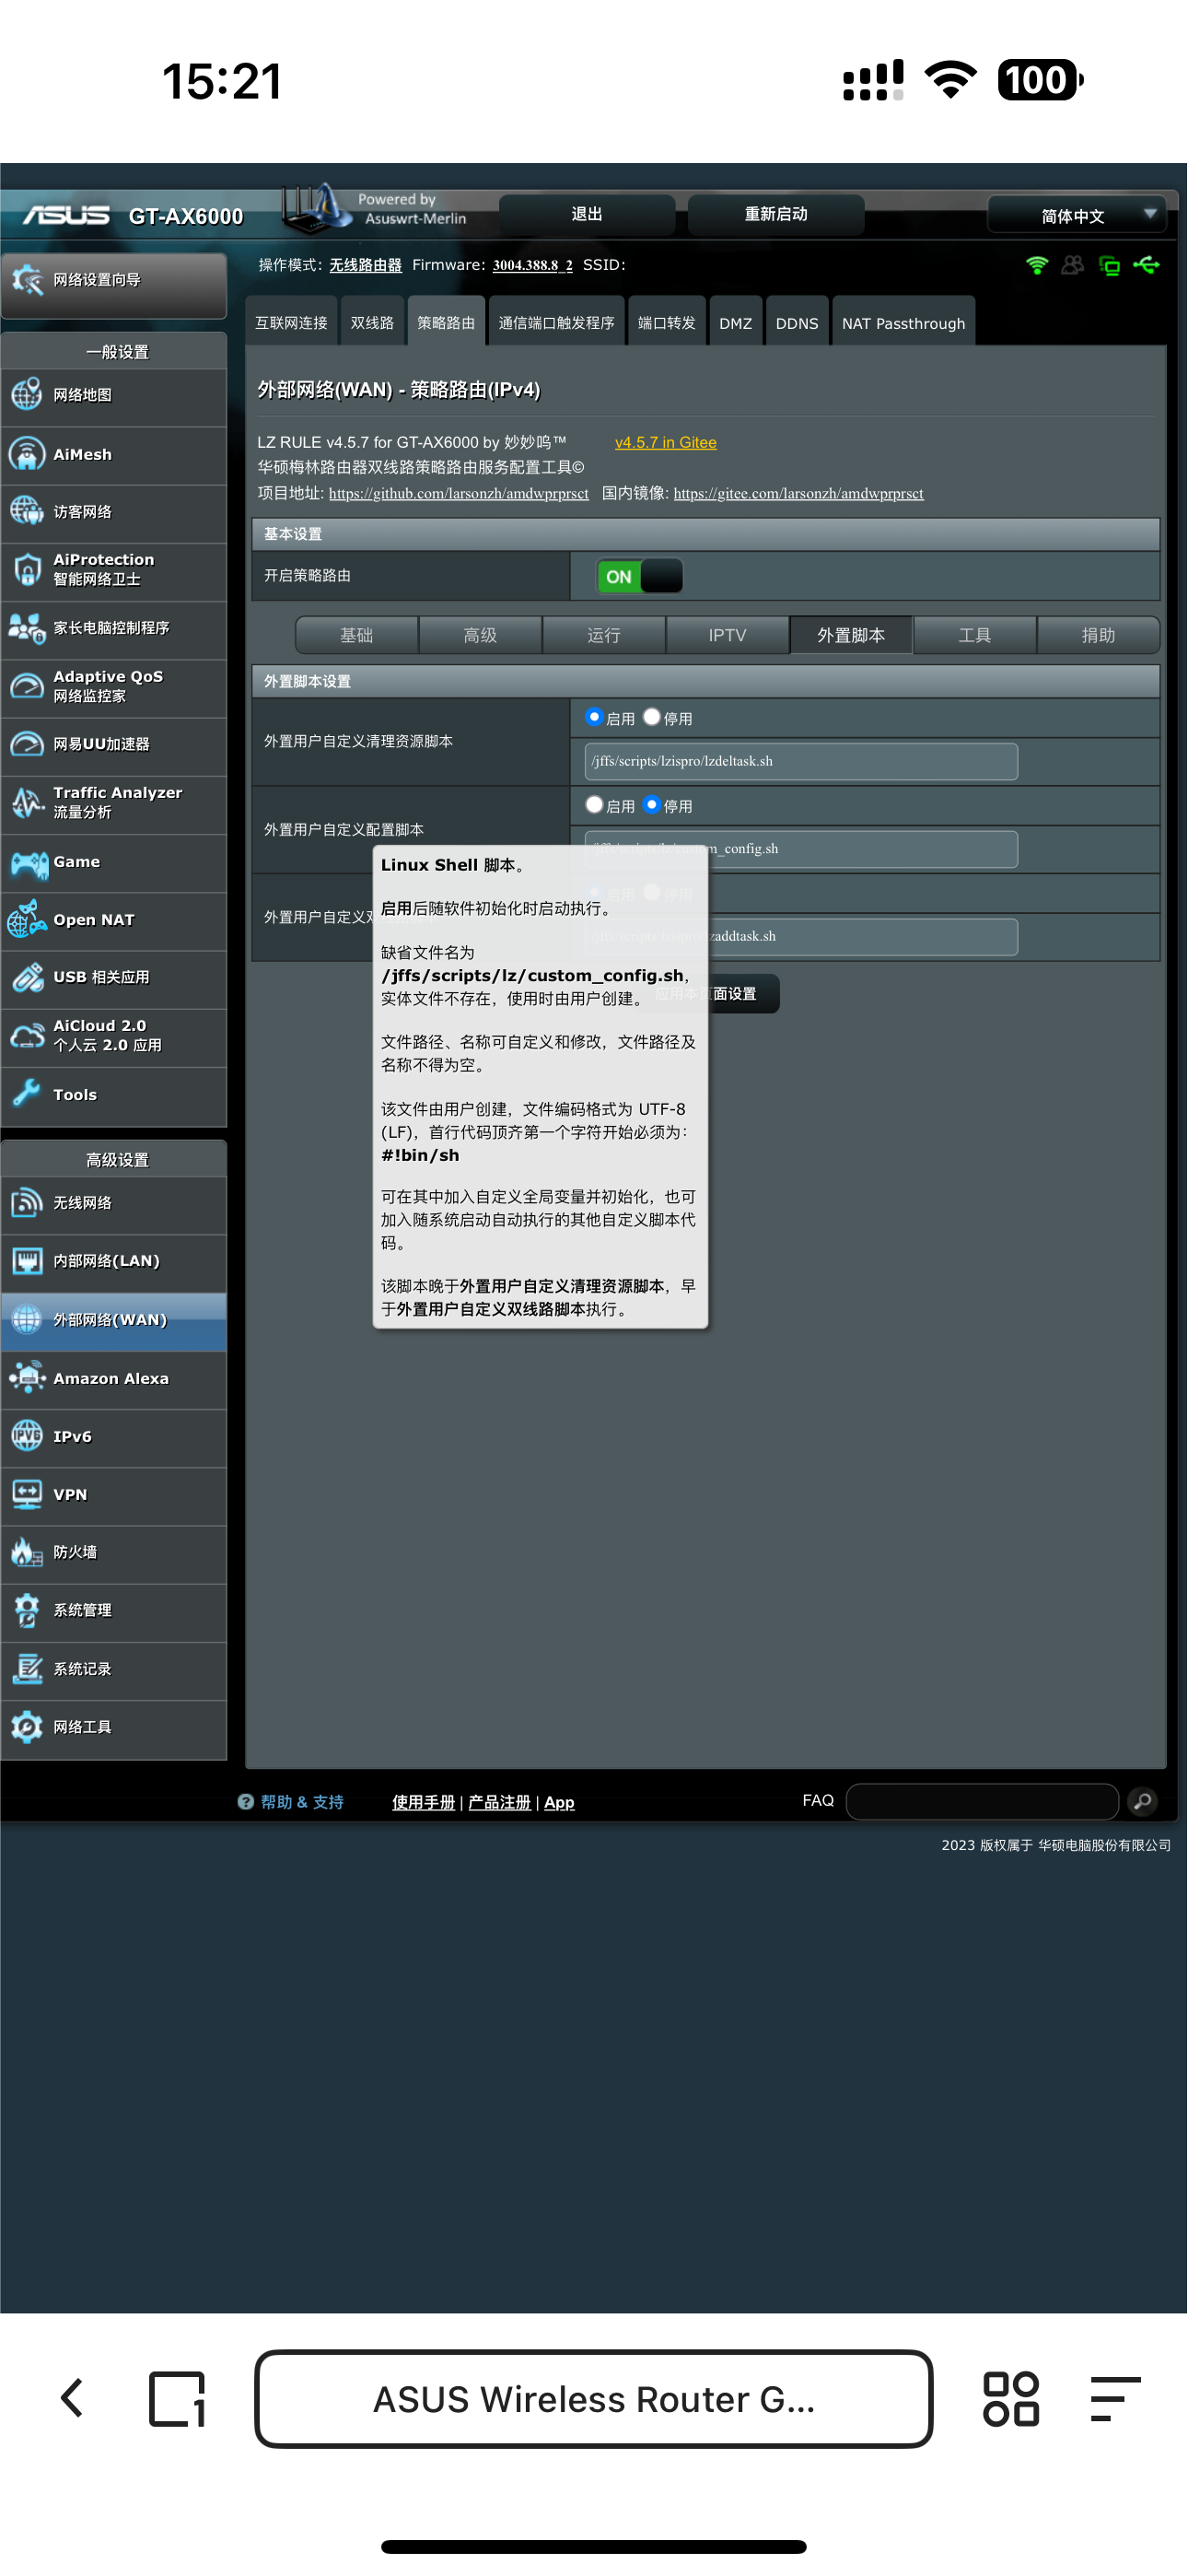 15:21
100
ASUS GT-AX6000
Powered by
Asuswrt-Merlin
退出
重新启动
简体中文
网络设置向导
操作模式: 无线路由器 Firmware: 3004.388.8_2 SSID:
互联网连接
双线路
策略路由
通信端口触发程序
端口转发
DMZ
DDNS
NAT Passthrough
一般设置
网络地图
AiMesh
访客网络
AiProtection
智能网络卫士
家长电脑控制程序
Adaptive QoS
网络监控家
网易UU加速器
Traffic Analyzer
流量分析
Game
Open NAT
USB 相关应用
AiCloud 2.0
个人云 2.0 应用
Tools
高级设置
无线网络
内部网络(LAN)
外部网络(WAN)
Amazon Alexa
IPv6
VPN
防火墙
系统管理
系统记录
网络工具
外部网络(WAN) - 策略路由(IPv4)
LZ RULE v4.5.7 for GT-AX6000 by 妙妙呜™ v4.5.7 in Gitee
华硕梅林路由器双线路策略路由服务配置工具©
项目地址: https://github.com/larsonzh/amdwprprsct 国内镜像: https://gitee.com/larsonzh/amdwprprsct
基本设置
开启策略路由
ON
基础
高级
运行
IPTV
外置脚本
工具
捐助
外置脚本设置
外置用户自定义清理资源脚本
启用 停用
/jffs/scripts/lzispro/lzdeltask.sh
外置用户自定义配置脚本
启用 停用
/jffs/scripts/lz/custom_config.sh
外置用户自定义双
启用 停用
zaddtask.sh
应用本页面设置
Linux Shell 脚本。
启用后随软件初始化时启动执行。
缺省文件名为
/jffs/scripts/lz/custom_config.sh,
实体文件不存在，使用时由用户创建。
文件路径、名称可自定义和修改，文件路径及
名称不得为空。
该文件由用户创建，文件编码格式为 UTF-8
(LF)，首行代码顶齐第一个字符开始必须为：
#!bin/sh
可在其中加入自定义全局变量并初始化，也可
加入随系统启动自动执行的其他自定义脚本代
码。
该脚本晚于外置用户自定义清理资源脚本，早
于外置用户自定义双线路脚本执行。
帮助 & 支持
使用手册 | 产品注册 | App
FAQ
2023 版权属于 华硕电脑股份有限公司
1
ASUS Wireless Router G...